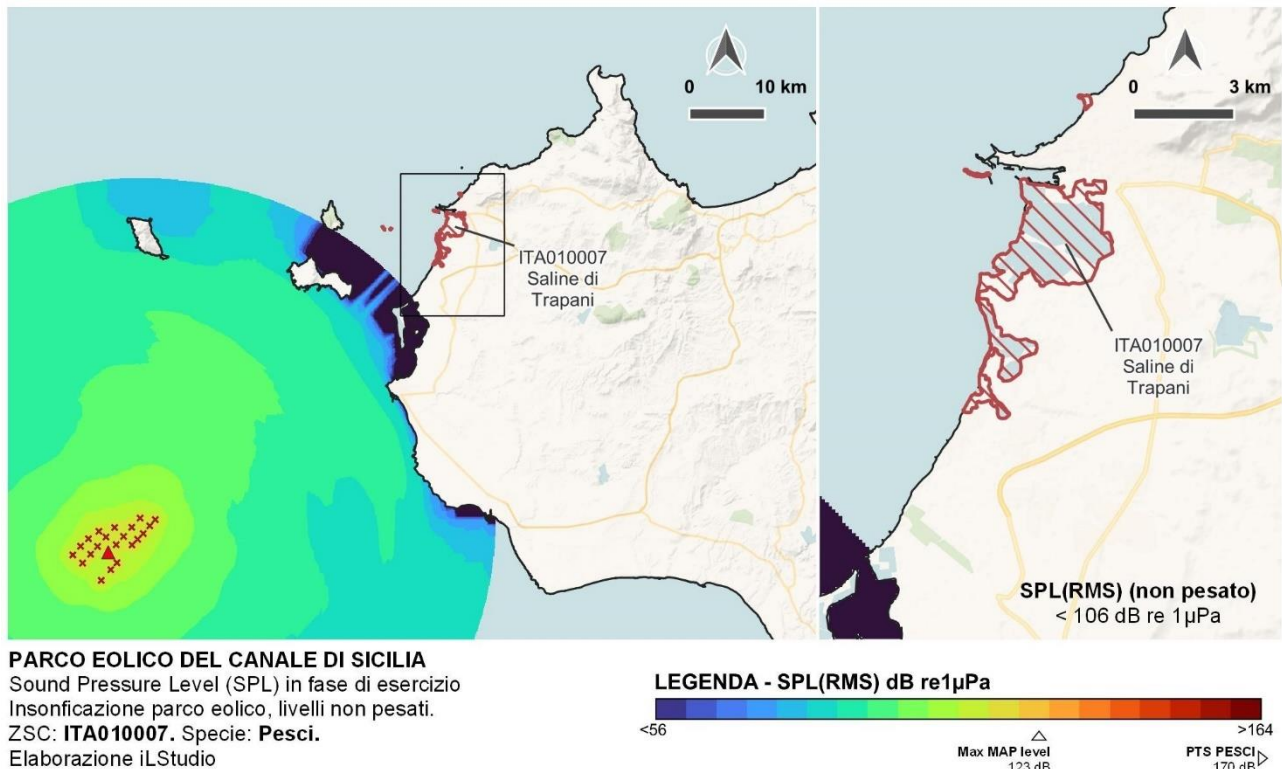 0 10 km
ITA010007
Saline di
Trapani
0 3 km
ITA010007
Saline di
Trapani
SPL(RMS) (non pesato)
< 106 dB re 1µPa
PARCO EOLICO DEL CANALE DI SICILIA
Sound Pressure Level (SPL) in fase di esercizio
Insonficazione parco eolico, livelli non pesati.
ZSC: ITA010007. Specie: Pesci.
Elaborazione iLStudio
LEGENDA - SPL(RMS) dB re1µPa
<56 >164
Max MAP level
123 dB
PTS PESCI
170 dB